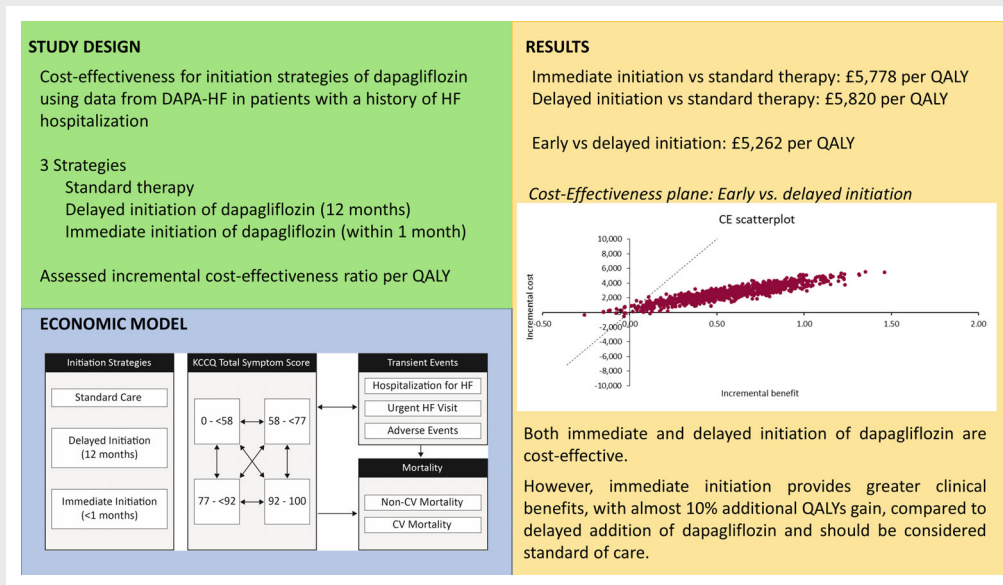 STUDY DESIGN
Cost-effectiveness for initiation strategies of dapagliflozin
using data from DAPA-HF in patients with a history of HF
hospitalization
3 Strategies
Standard therapy
Delayed initiation of dapagliflozin (12 months)
Immediate initiation of dapagliflozin (within 1 month)
Assessed incremental cost-effectiveness ratio per QALY
ECONOMIC MODEL
Initiation Strategies
Standard Care
Delayed Initiation
(12 months)
Immediate Initiation
(<1 months)
KCCQ Total Symptom Score
0 - <58
58 - <77
77 - <92
92 - 100
Transient Events
Hospitalization for HF
Urgent HF Visit
Adverse Events
Mortality
Non-CV Mortality
CV Mortality
RESULTS
Immediate initiation vs standard therapy: £5,778 per QALY
Delayed initiation vs standard therapy: £5,820 per QALY
Early vs delayed initiation: £5,262 per QALY
Cost-Effectiveness plane: Early vs. delayed initiation
CE scatterplot
Incremental cost
10,000
8,000
6,000
4,000
2,000
-0.50
0.00
0.50
1.00
1.50
2.00
-2,000
-4,000
-6,000
-8,000
-10,000
Incremental benefit
Both immediate and delayed initiation of dapagliflozin are
cost-effective.
However, immediate initiation provides greater clinical
benefits, with almost 10% additional QALYs gain, compared to
delayed addition of dapagliflozin and should be considered
standard of care.